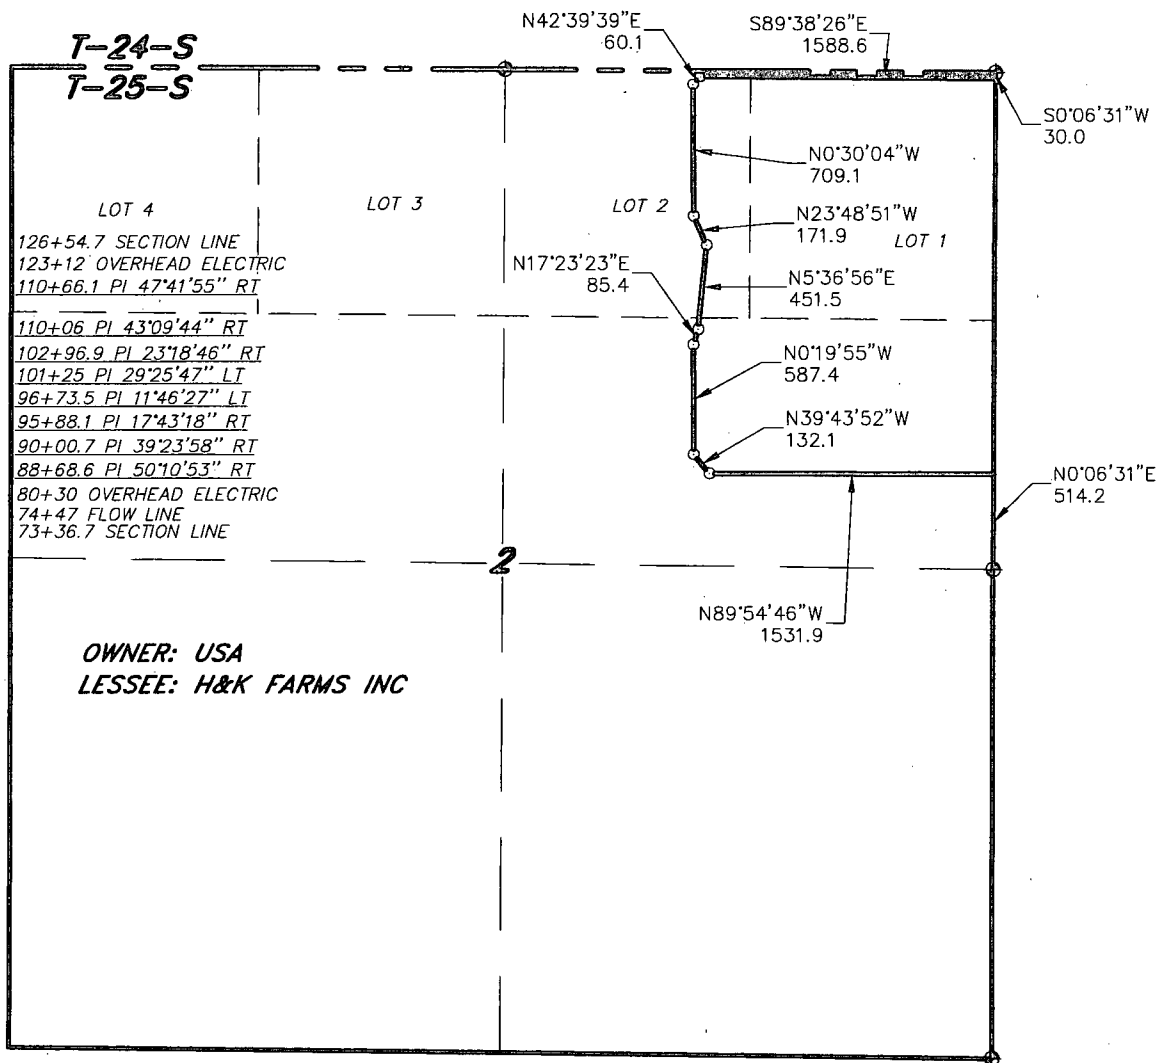 T-24-S
T-25-S
N42°39'39"E
60.1
S89°38'26"E
1588.6
S0°06'31"W
30.0
N0°30'04"W
709.1
LOT 4
LOT 3
LOT 2
N23°48'51"W
171.9
LOT 1
126+54.7 SECTION LINE
123+12 OVERHEAD ELECTRIC
110+66.1 PI 47°41'55" RT
N17°23'23"E
85.4
N5°36'56"E
451.5
110+06 PI 43°09'44" RT
102+96.9 PI 23°18'46" RT
101+25 PI 29°25'47" LT
96+73.5 PI 11°46'27" LT
95+88.1 PI 17°43'18" RT
90+00.7 PI 39°23'58" RT
88+68.6 PI 50°10'53" RT
80+30 OVERHEAD ELECTRIC
74+47 FLOW LINE
73+36.7 SECTION LINE
N0°19'55"W
587.4
N39°43'52"W
132.1
N0°06'31"E
514.2
2
N89°54'46"W
1531.9
OWNER: USA
LESSEE: H&K FARMS INC